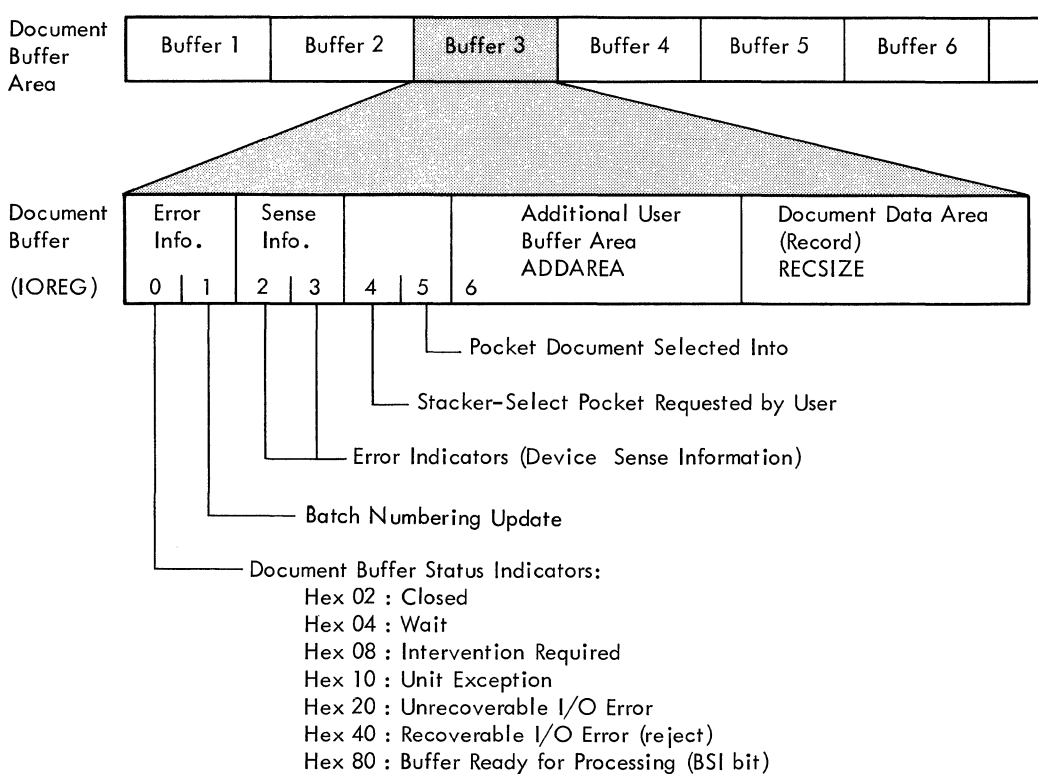 Document
Buffer
Area
Buffer 1 Buffer 2 Buffer 3 Buffer 4 Buffer 5 Buffer 6
Document
Buffer
(IOREG)
Error
Info.
Sense
Info.
Additional User
Buffer Area
ADDAREA
Document Data Area
(Record)
RECSIZE
0 1 2 3 4 5 6
Pocket Document Selected Into
Stacker-Select Pocket Requested by User
Error Indicators (Device Sense Information)
Batch Numbering Update
Document Buffer Status Indicators:
Hex 02 : Closed
Hex 04 : Wait
Hex 08 : Intervention Required
Hex 10 : Unit Exception
Hex 20 : Unrecoverable I/O Error
Hex 40 : Recoverable I/O Error (reject)
Hex 80 : Buffer Ready for Processing (BSI bit)